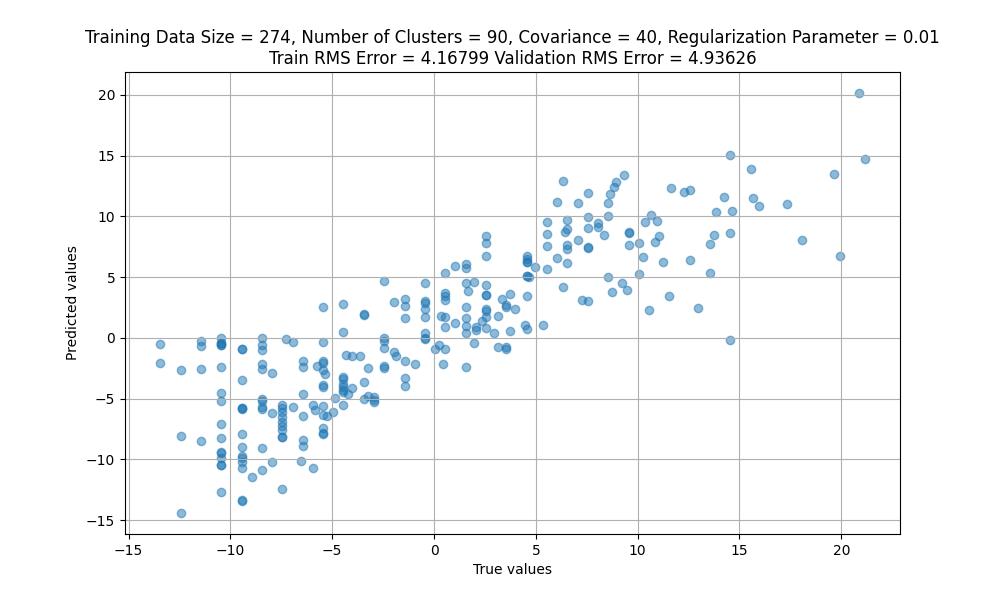 Training Data Size = 274, Number of Clusters = 90, Covariance = 40, Regularization Parameter = 0.01
Train RMS Error = 4.16799 Validation RMS Error = 4.93626
Predicted values
20
15
10
5
0
−5
−10
−15
−15 −10 −5 0 5 10 15 20
True values